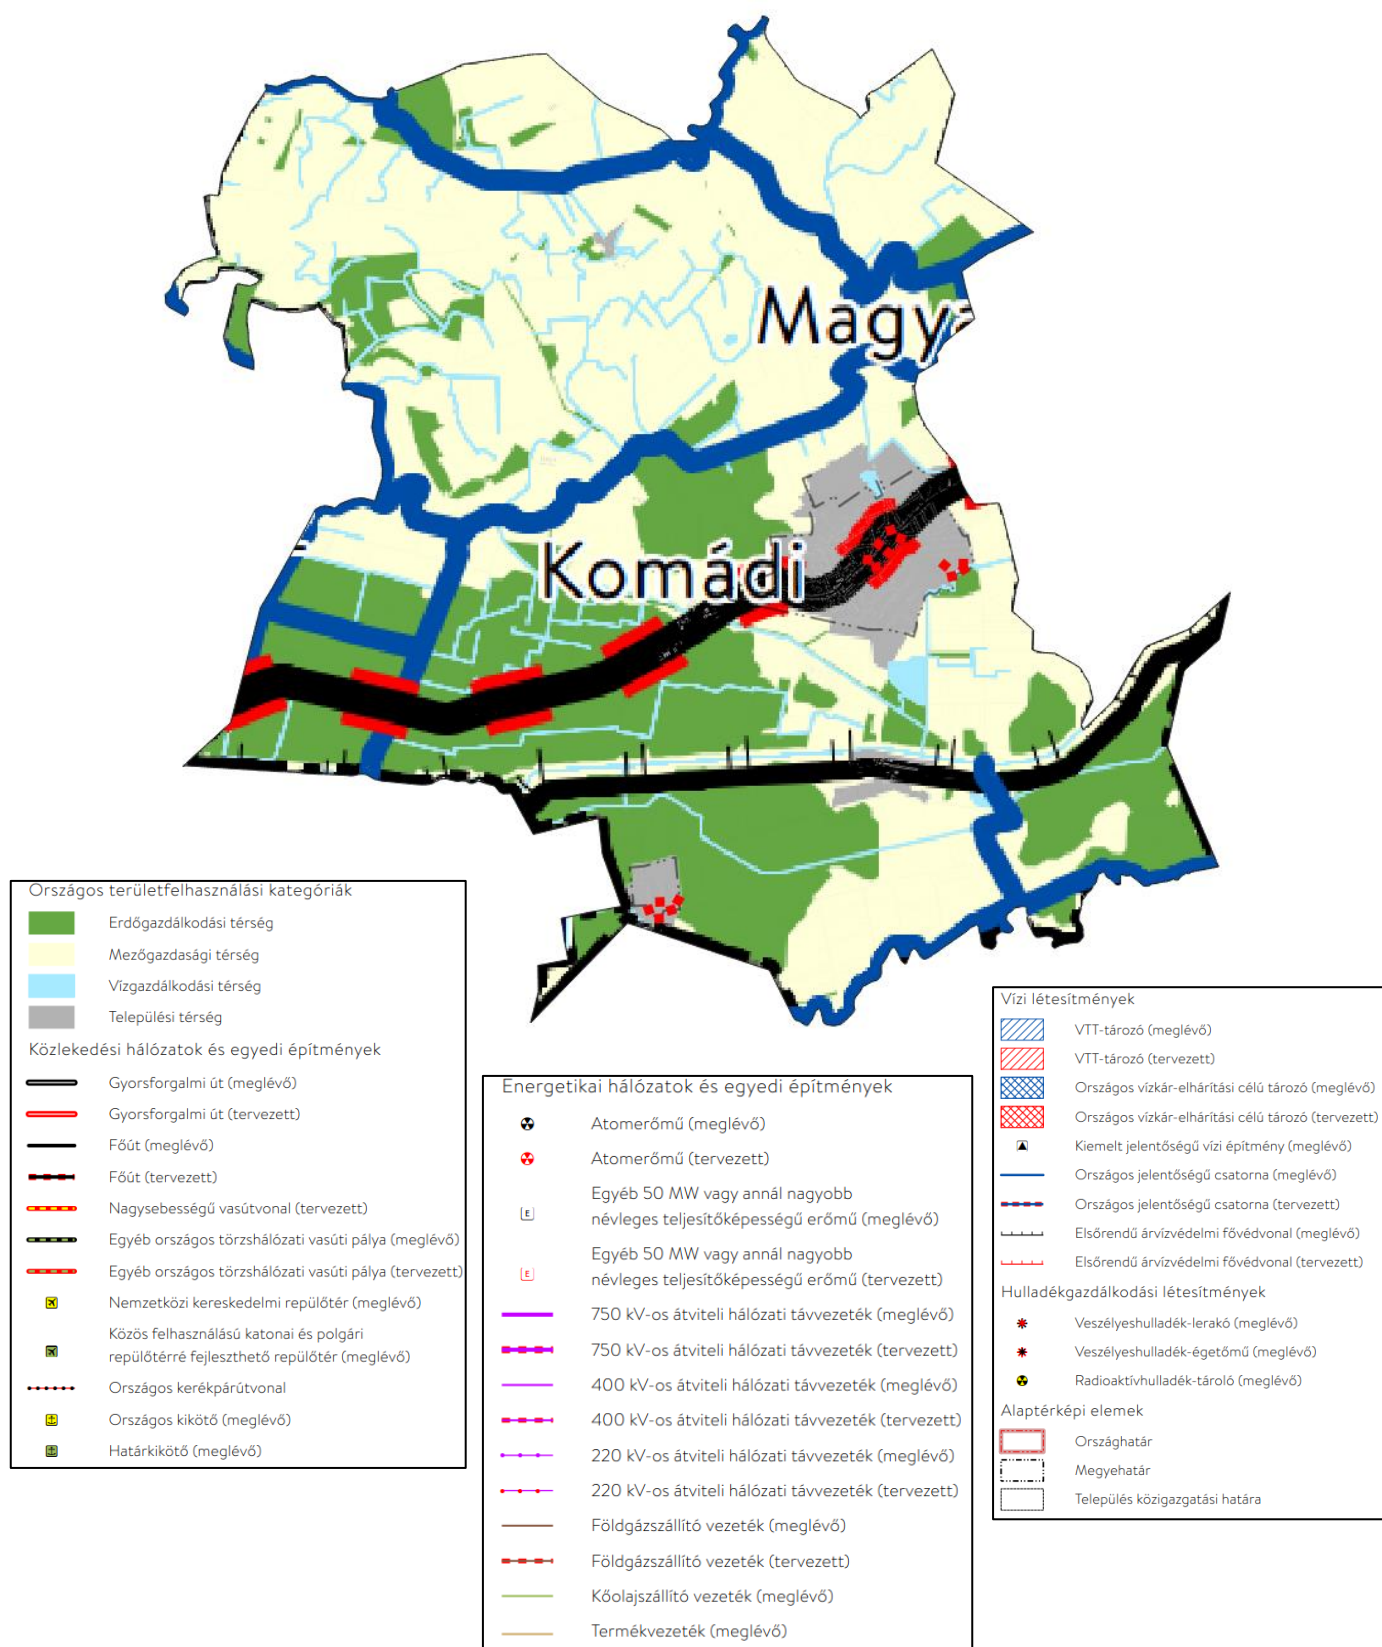 Magya
Komádi
Országos területfelhasználási kategóriák
Erdőgazdálkodási térség
Mezőgazdasági térség
Vízgazdálkodási térség
Települési térség
Közlekedési hálózatok és egyedi építmények
Gyorsforgalmi út (meglévő)
Gyorsforgalmi út (tervezett)
Főút (meglévő)
Főút (tervezett)
Nagysebességű vasútvonal (tervezett)
Egyéb országos törzshálózati vasúti pálya (meglévő)
Egyéb országos törzshálózati vasúti pálya (tervezett)
Nemzetközi kereskedelmi repülőtér (meglévő)
Közös felhasználású katonai és polgári
repülőtérré fejleszthető repülőtér (meglévő)
Országos kerékpárútvonal
Országos kikötő (meglévő)
Határkikötő (meglévő)
Energetikai hálózatok és egyedi építmények
Atomerőmű (meglévő)
Atomerőmű (tervezett)
Egyéb 50 MW vagy annál nagyobb
E névleges teljesítőképességű erőmű (meglévő)
Egyéb 50 MW vagy annál nagyobb
E névleges teljesítőképességű erőmű (tervezett)
750 kV-os átviteli hálózati távvezeték (meglévő)
750 kV-os átviteli hálózati távvezeték (tervezett)
400 kV-os átviteli hálózati távvezeték (meglévő)
400 kV-os átviteli hálózati távvezeték (tervezett)
220 kV-os átviteli hálózati távvezeték (meglévő)
220 kV-os átviteli hálózati távvezeték (tervezett)
Földgázszállító vezeték (meglévő)
Földgázszállító vezeték (tervezett)
Kőolajszállító vezeték (meglévő)
Termékvezeték (meglévő)
Vízi létesítmények
VTT-tározó (meglévő)
VTT-tározó (tervezett)
Országos vízkár-elhárítási célú tározó (meglévő)
Országos vízkár-elhárítási célú tározó (tervezett)
Kiemelt jelentőségű vízi építmény (meglévő)
Országos jelentőségű csatorna (meglévő)
Országos jelentőségű csatorna (tervezett)
Elsőrendű árvízvédelmi fővédvonal (meglévő)
Elsőrendű árvízvédelmi fővédvonal (tervezett)
Hulladékgazdálkodási létesítmények
Veszélyeshulladék-lerakó (meglévő)
Veszélyeshulladék-égetőmű (meglévő)
Radioaktívhulladék-tároló (meglévő)
Alaptérképi elemek
Országhatár
Megyehatár
Település közigazgatási határa